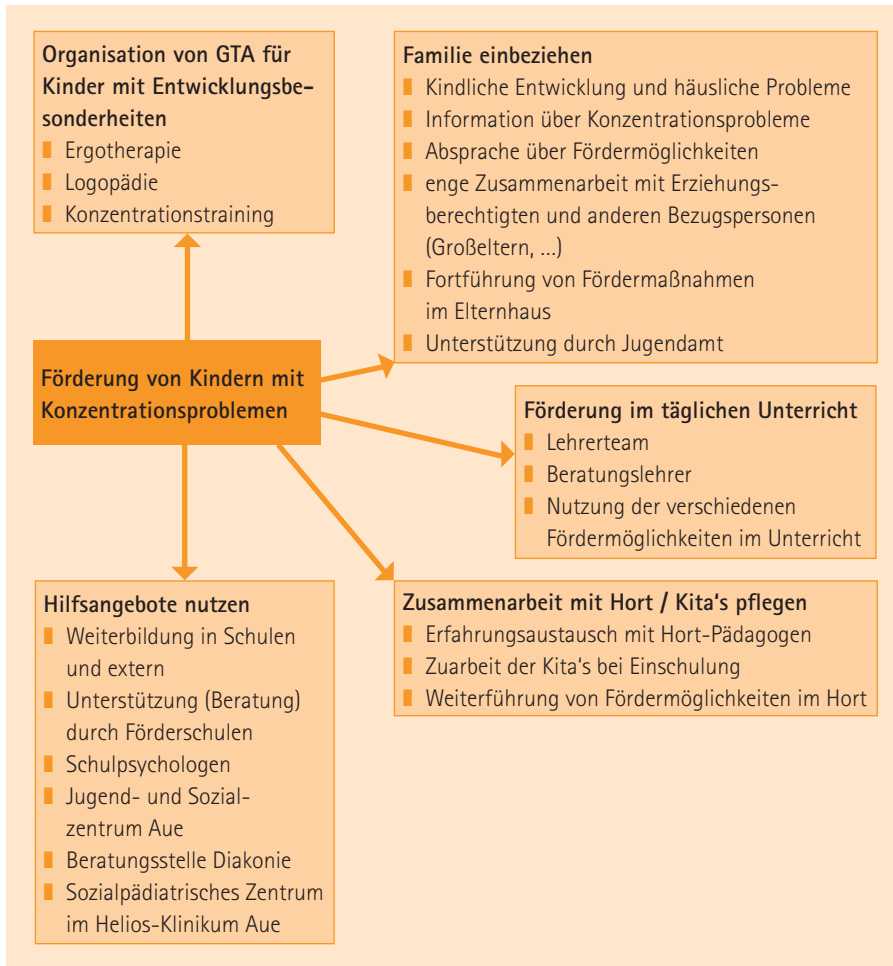 Organisation von GTA für
Kinder mit Entwicklungsbe-
sonderheiten
Ergotherapie
Logopädie
Konzentrationstraining
Familie einbeziehen
Kindliche Entwicklung und häusliche Probleme
Information über Konzentrationsprobleme
Absprache über Fördermöglichkeiten
enge Zusammenarbeit mit Erziehungs-
berechtigten und anderen Bezugspersonen
(Großeltern, ...)
Fortführung von Fördermaßnahmen
im Elternhaus
Unterstützung durch Jugendamt
Förderung von Kindern mit
Konzentrationsproblemen
Förderung im täglichen Unterricht
Lehrerteam
Beratungslehrer
Nutzung der verschiedenen
Fördermöglichkeiten im Unterricht
Hilfsangebote nutzen
Weiterbildung in Schulen
und extern
Unterstützung (Beratung)
durch Förderschulen
Schulpsychologen
Jugend- und Sozial-
zentrum Aue
Beratungsstelle Diakonie
Sozialpädiatrisches Zentrum
im Helios-Klinikum Aue
Zusammenarbeit mit Hort / Kita's pflegen
Erfahrungsaustausch mit Hort-Pädagogen
Zuarbeit der Kita's bei Einschulung
Weiterführung von Fördermöglichkeiten im Hort